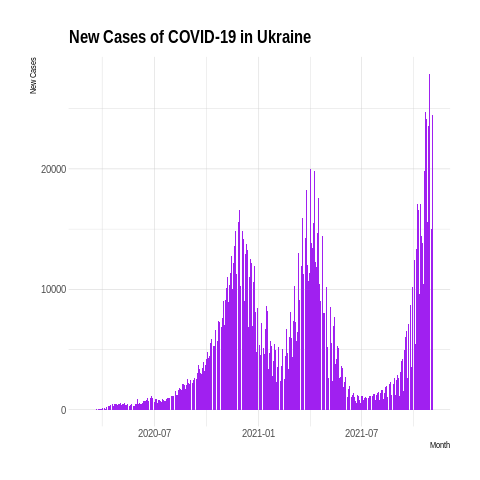 New Cases of COVID-19 in Ukraine
New Cases
20000
10000
0
2020-07 2021-01 2021-07
Month